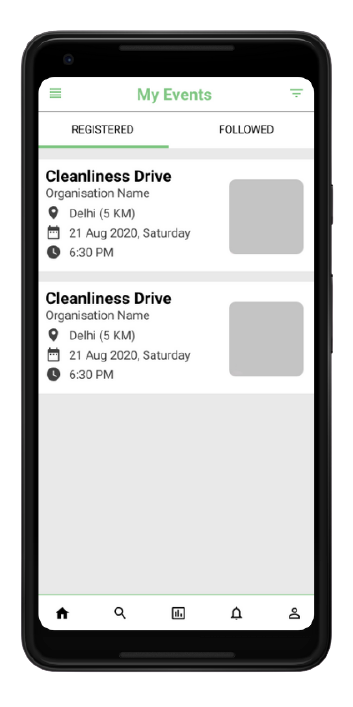 My Events
REGISTERED FOLLOWED
Cleanliness Drive
Organisation Name
Delhi (5 KM)
21 Aug 2020, Saturday
6:30 PM
Cleanliness Drive
Organisation Name
Delhi (5 KM)
21 Aug 2020, Saturday
6:30 PM